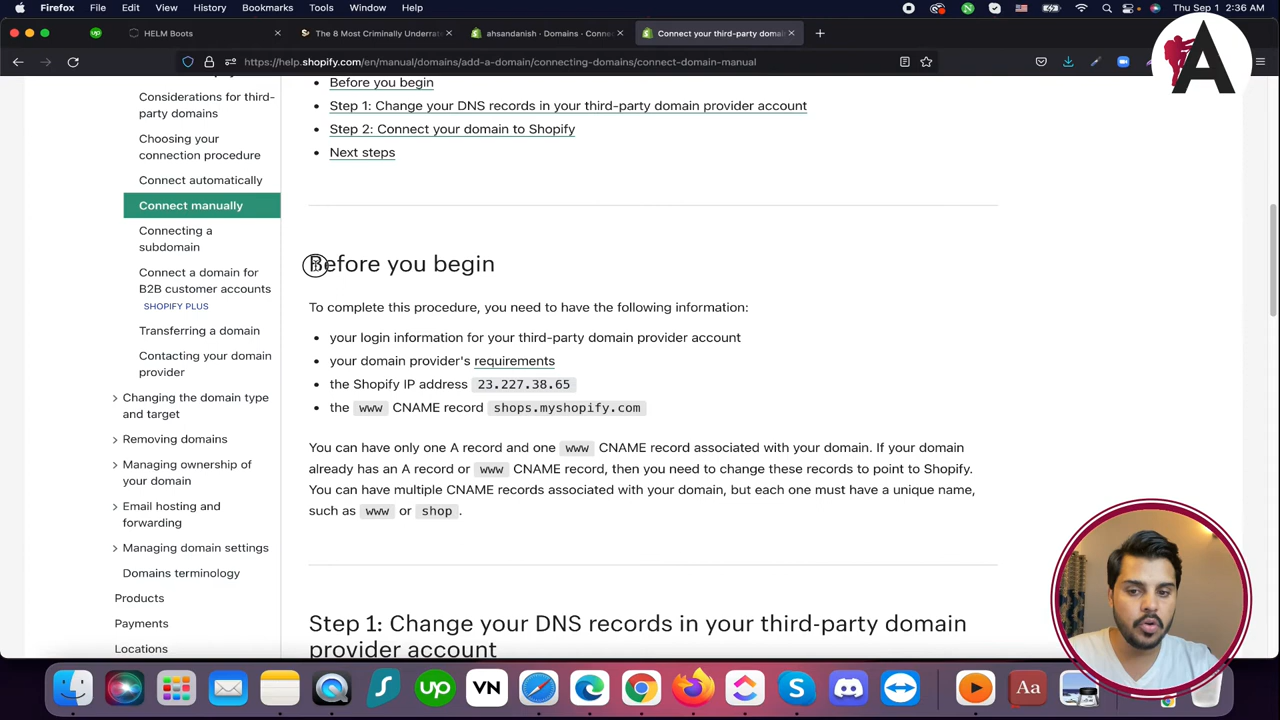 Firefox File Edit View History Bookmarks Tools Window Help
Thu Sep 1 2:36 AM
HELM Boots
The 8 Most Criminally Underrat
ahsandanish · Domains · Conne
Connect your third-party domai
https://help.shopify.com/en/manual/domains/add-a-domain/connecting-domains/connect-domain-manual
A
Considerations for third-
party domains
Choosing your
connection procedure
Connect automatically
Connect manually
Connecting a
subdomain
Connect a domain for
B2B customer accounts
SHOPIFY PLUS
Transferring a domain
Contacting your domain
provider
Changing the domain type
and target
Removing domains
Managing ownership of
your domain
Email hosting and
forwarding
Managing domain settings
Domains terminology
Products
Payments
Locations
Before you begin
Step 1: Change your DNS records in your third-party domain provider account
Step 2: Connect your domain to Shopify
Next steps
Before you begin
To complete this procedure, you need to have the following information:
your login information for your third-party domain provider account
your domain provider's requirements
the Shopify IP address 23.227.38.65
the www CNAME record shops.myshopify.com
You can have only one A record and one www CNAME record associated with your domain. If your domain
already has an A record or www CNAME record, then you need to change these records to point to Shopify.
You can have multiple CNAME records associated with your domain, but each one must have a unique name,
such as www or shop.
Step 1: Change your DNS records in your third-party domain
provider account
up
VN
Aa